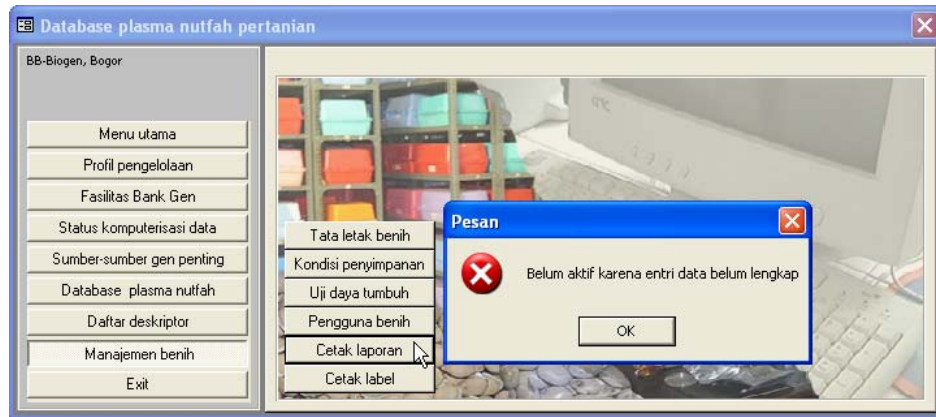 Database plasma nutfah pertanian
BB-Biogen, Bogor
Menu utama
Profil pengelolaan
Fasilitas Bank Gen
Status komputerisasi data
Sumber-sumber gen penting
Database plasma nutfah
Daftar deskriptor
Manajemen benih
Exit
Tata letak benih
Kondisi penyimpanan
Uji daya tumbuh
Pengguna benih
Cetak laporan
Cetak label
Pesan
Belum aktif karena entri data belum lengkap
OK